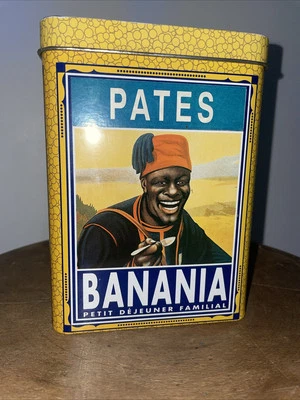 PATES
BANANIA
PETIT DÉJEUNER FAMILIAL